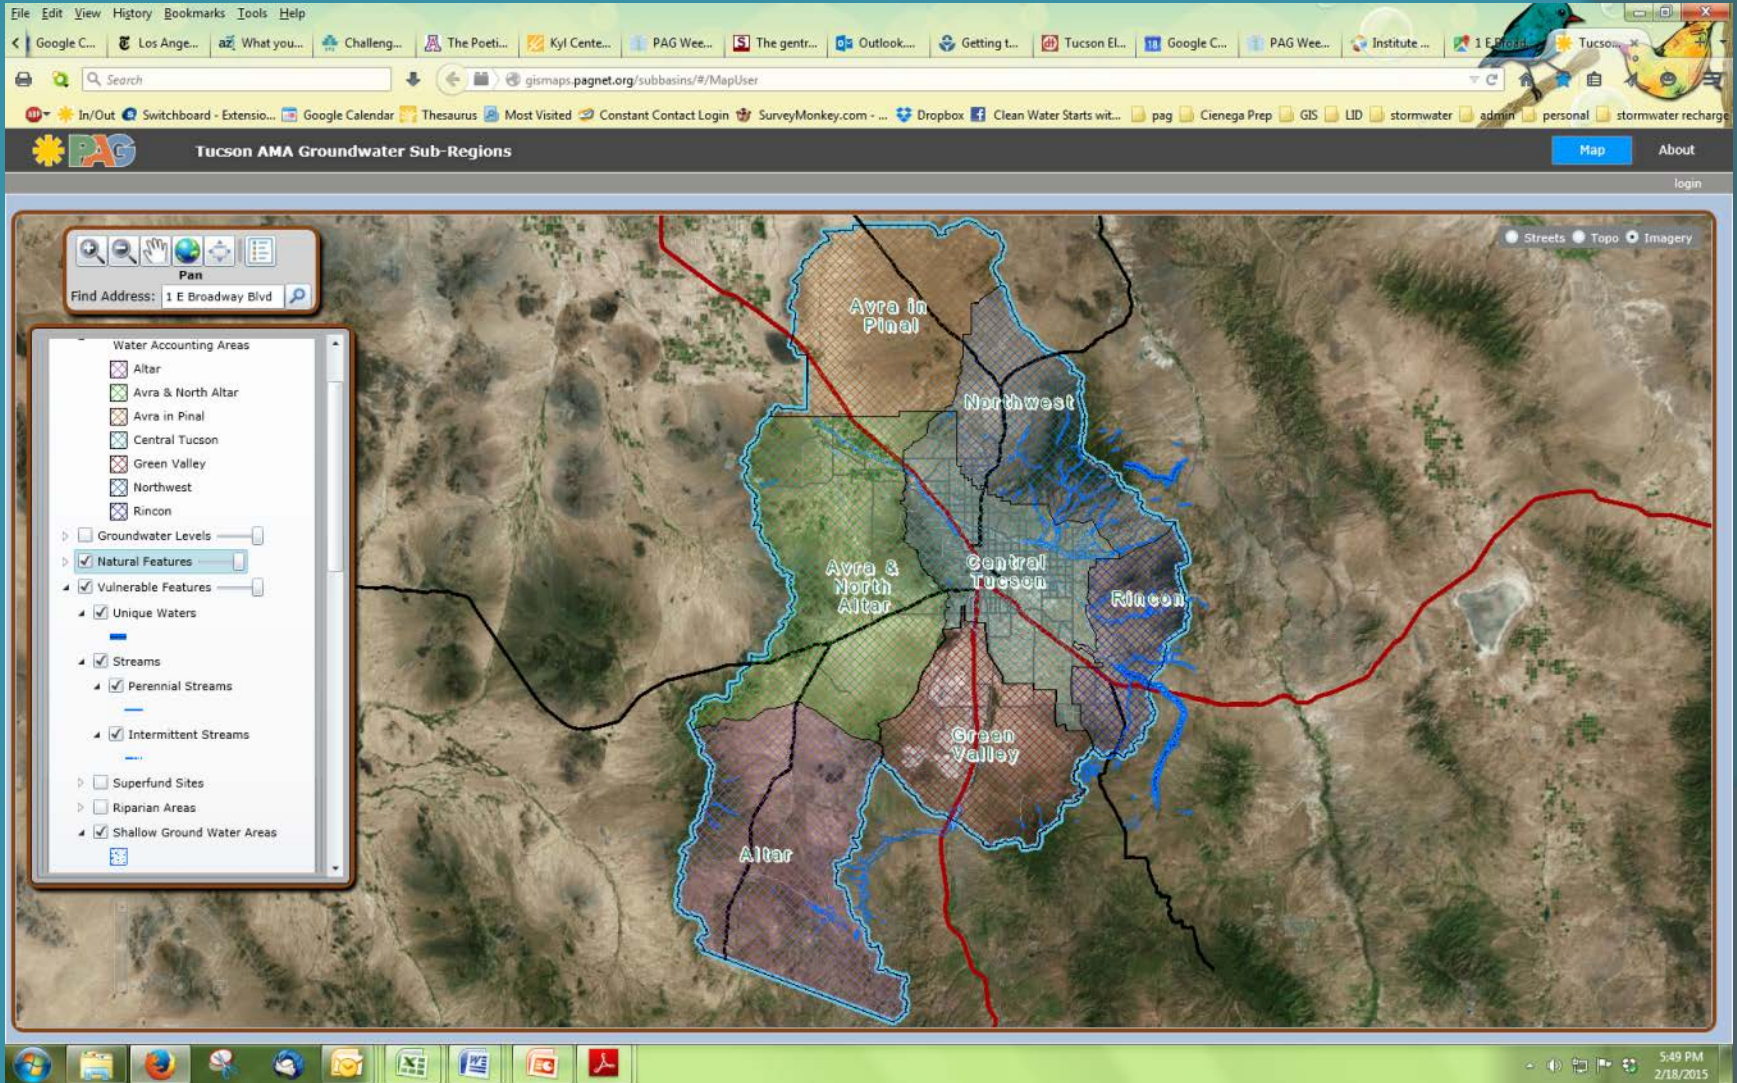 File Edit View History Bookmarks Tools Help
Google C... Los Ange... az What you... Challeng... A The Poeti... Kyl Cente... PAG Wee... S The gentr... Outlook.... Getting t... Tucson El... 18 Google C... PAG Wee... Institute ... 1 E Broad... Tucso...
Search gismaps.pagnet.org/subbasins/#/MapUser
ABP In/Out Switchboard - Extensio... Google Calendar Thesaurus Most Visited Constant Contact Login SurveyMonkey.com - ... Dropbox Clean Water Starts wit... pag Cienega Prep GIS LID stormwater admin personal stormwater recharge
PAG Tucson AMA Groundwater Sub-Regions Map About
login
Pan
Find Address: 1 E Broadway Blvd
Streets Topo Imagery
Water Accounting Areas
Altar
Avra & North Altar
Avra in Pinal
Central Tucson
Green Valley
Northwest
Rincon
Groundwater Levels
Natural Features
Vulnerable Features
Unique Waters
Streams
Perennial Streams
Intermittent Streams
Superfund Sites
Riparian Areas
Shallow Ground Water Areas
Avra in
Pinal
Northwest
Avra &
North
Altar
Central
Tucson
Rincon
Green
Valley
Altar
5:49 PM
2/18/2015